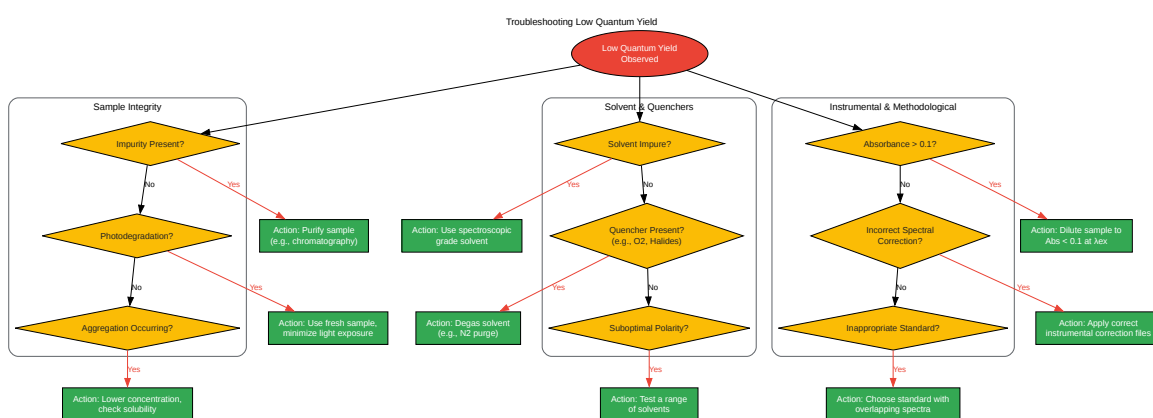 Troubleshooting Low Quantum Yield
Low Quantum Yield
Observed
Sample Integrity
Solvent & Quenchers
Instrumental & Methodological
Impurity Present?
Solvent Impure?
Absorbance > 0.1?
No
Yes
Yes
No
No
Yes
Photodegradation?
Action: Purify sample
(e.g., chromatography)
Action: Use spectroscopic
grade solvent
Quencher Present?
(e.g., O2, Halides)
Incorrect Spectral
Correction?
Action: Dilute sample to
Abs < 0.1 at λex
No
Yes
Yes
No
No
Yes
Aggregation Occurring?
Action: Use fresh sample,
minimize light exposure
Action: Degas solvent
(e.g., N2 purge)
Suboptimal Polarity?
Inappropriate Standard?
Action: Apply correct
instrumental correction files
Yes
Yes
Yes
Action: Lower concentration,
check solubility
Action: Test a range
of solvents
Action: Choose standard with
overlapping spectra